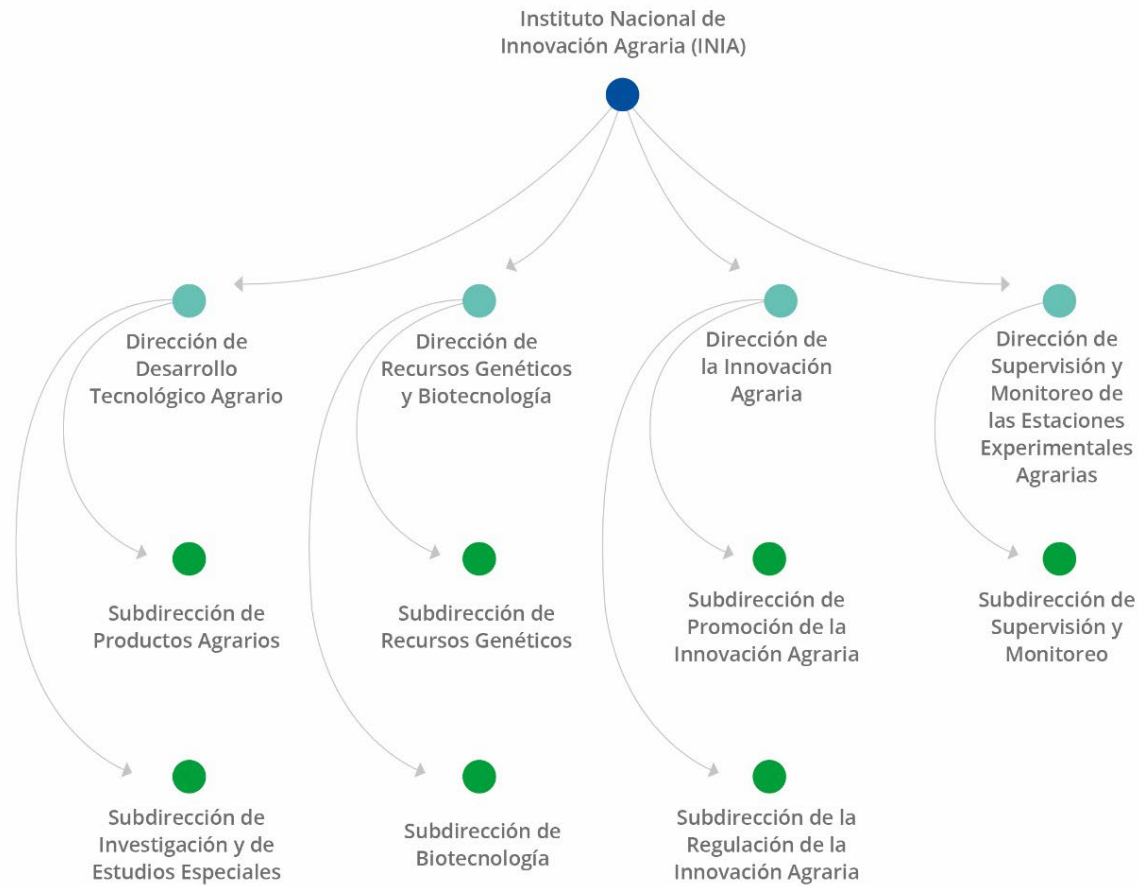 Instituto Nacional de
Innovación Agraria (INIA)
Dirección de
Desarrollo
Tecnológico Agrario
Dirección de
Recursos Genéticos
y Biotecnología
Dirección de
la Innovación
Agraria
Dirección de
Supervisión y
Monitoreo de
las Estaciones
Experimentales
Agrarias
Subdirección de
Productos Agrarios
Subdirección de
Recursos Genéticos
Subdirección de
Promoción de la
Innovación Agraria
Subdirección de
Supervisión y
Monitoreo
Subdirección de
Investigación y de
Estudios Especiales
Subdirección de
Biotecnología
Subdirección de la
Regulación de la
Innovación Agraria